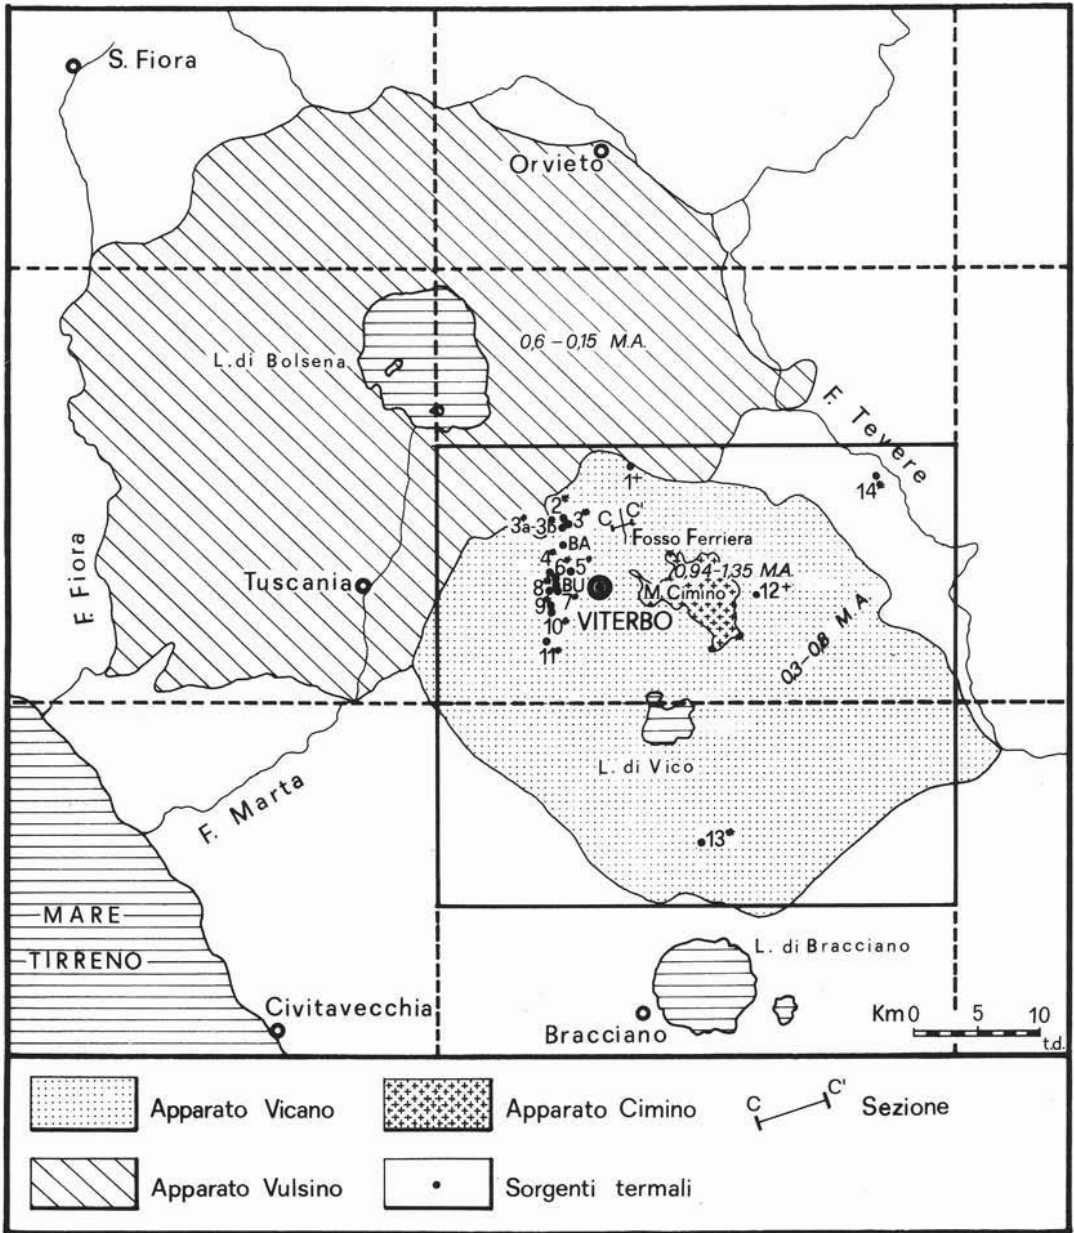 S. Fiora
Orvieto
0,6 – 0,15 M.A.
L. di Bolsena
F. Tevere
1+
14*
2*
3a-3b*
3*
C C'
Fosso Ferriera
BA
4*
6* 5*
0,94-1,35 M.A.
F. Fiora
Tuscania
8
BU
M. Cimino
12+
7*
9*
VITERBO
10*
0,3-0,8 M.A.
11*
L. di Vico
F. Marta
13*
MARE
TIRRENO
L. di Bracciano
Civitavecchia
Bracciano
Km 0 5 10
t.d.
Apparato Vicano
Apparato Cimino
C C' Sezione
Apparato Vulsino
Sorgenti termali